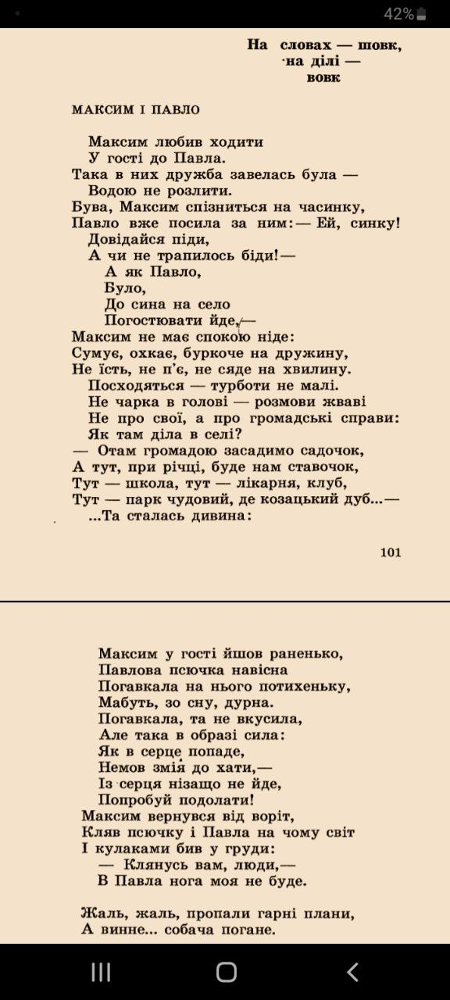 42%
На словах — шовк,
на ділі —
вовк
МАКСИМ І ПАВЛО
Максим любив ходити
У гості до Павла.
Така в них дружба завелась була —
Водою не розлити.
Бува, Максим спізниться на часинку,
Павло вже посила за ним: — Ей, синку!
Довідайся піди,
А чи не трапилось біди! —
А як Павло,
Було,
До сина на село
Погостювати йде, —
Максим не має спокою ніде:
Сумує, охкає, буркоче на дружину,
Не їсть, не п'є, не сяде на хвилину.
Посходяться — турботи не малі.
Не чарка в голові — розмови жваві
Не про свої, а про громадські справи:
Як там діла в селі?
— Отам громадою засадимо садочок,
А тут, при річці, буде нам ставочок,
Тут — школа, тут — лікарня, клуб,
Тут — парк чудовий, де козацький дуб... —
...Та сталась дивина:
101
Максим у гості йшов раненько,
Павлова псючка навісна
Погавкала на нього потихеньку,
Мабуть, зо сну, дурна.
Погавкала, та не вкусила,
Але така в образі сила:
Як в серце попаде,
Немов змія до хати, —
Із серця нізащо не йде,
Попробуй подолати!
Максим вернувся від воріт,
Кляв псючку і Павла на чому світ
І кулаками бив у груди:
— Клянусь вам, люди, —
В Павла нога моя не буде.
Жаль, жаль, пропали гарні плани,
А винне... собача погане.